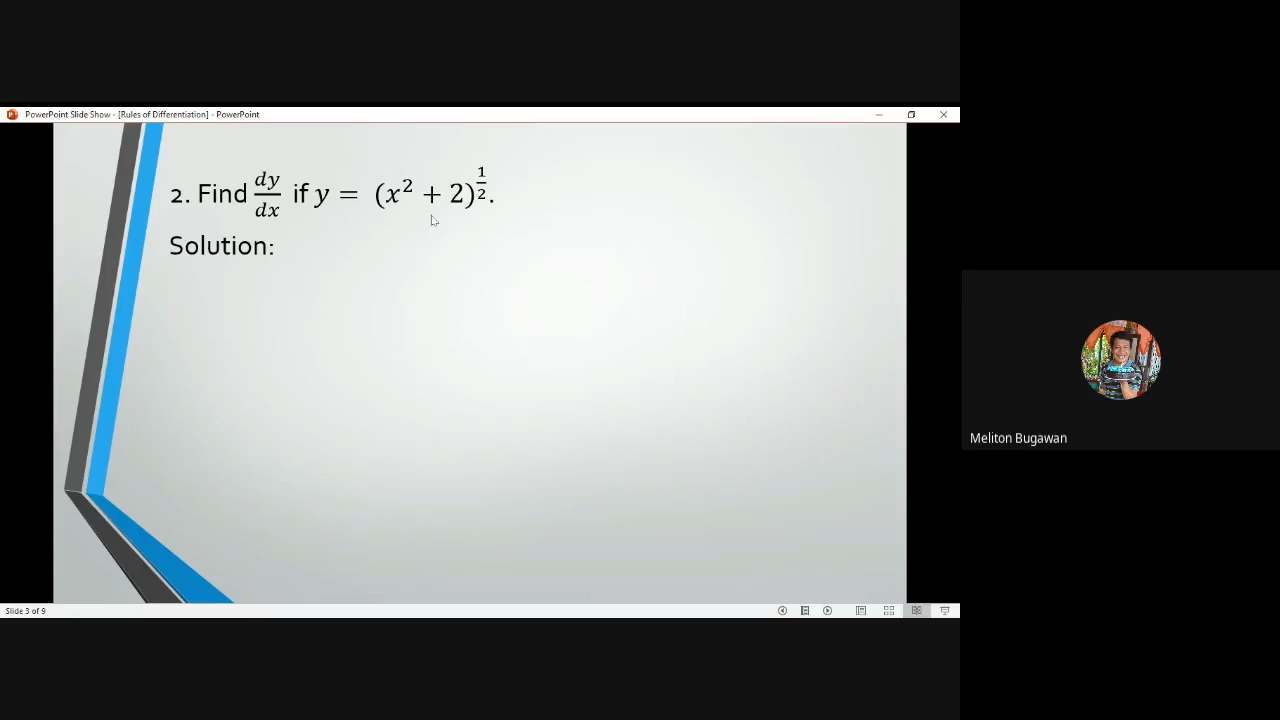 PowerPoint Slide Show - [Rules of Differentiation] - PowerPoint
2. Find dy/dx if y = (x² + 2)^(1/2).
Solution:
Meliton Bugawan
Slide 3 of 9